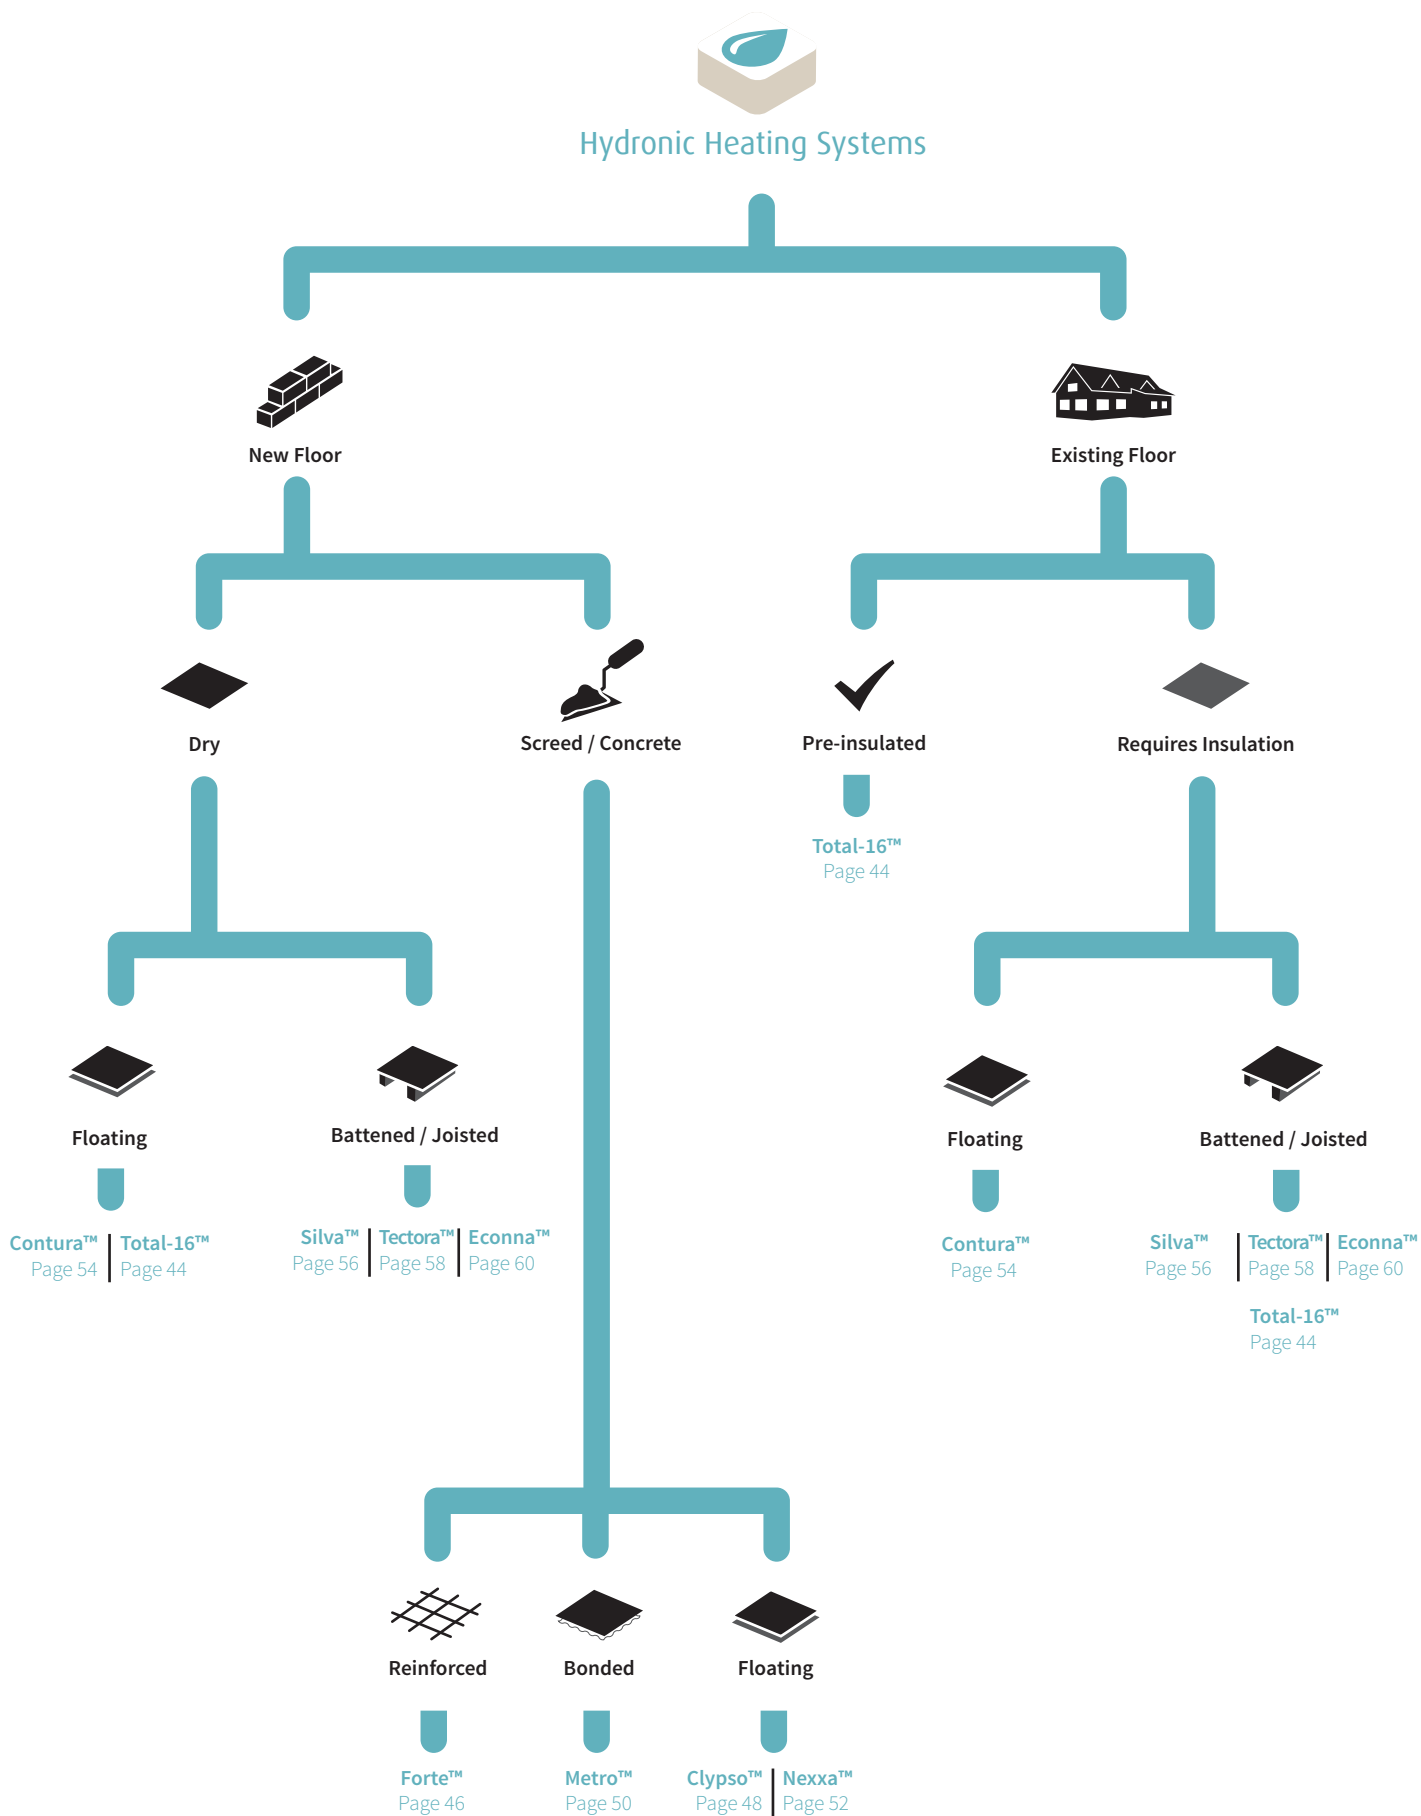 Hydronic Heating Systems
New Floor
Existing Floor
Dry
Screed / Concrete
Pre-insulated
Requires Insulation
Total-16™
Page 44
Floating
Battened / Joisted
Floating
Battened / Joisted
Contura™
Page 54
Total-16™
Page 44
Silva™
Page 56
Tectora™
Page 58
Econna™
Page 60
Contura™
Page 54
Silva™
Page 56
Tectora™
Page 58
Econna™
Page 60
Total-16™
Page 44
Reinforced
Bonded
Floating
Forte™
Page 46
Metro™
Page 50
Clypso™
Page 48
Nexxa™
Page 52